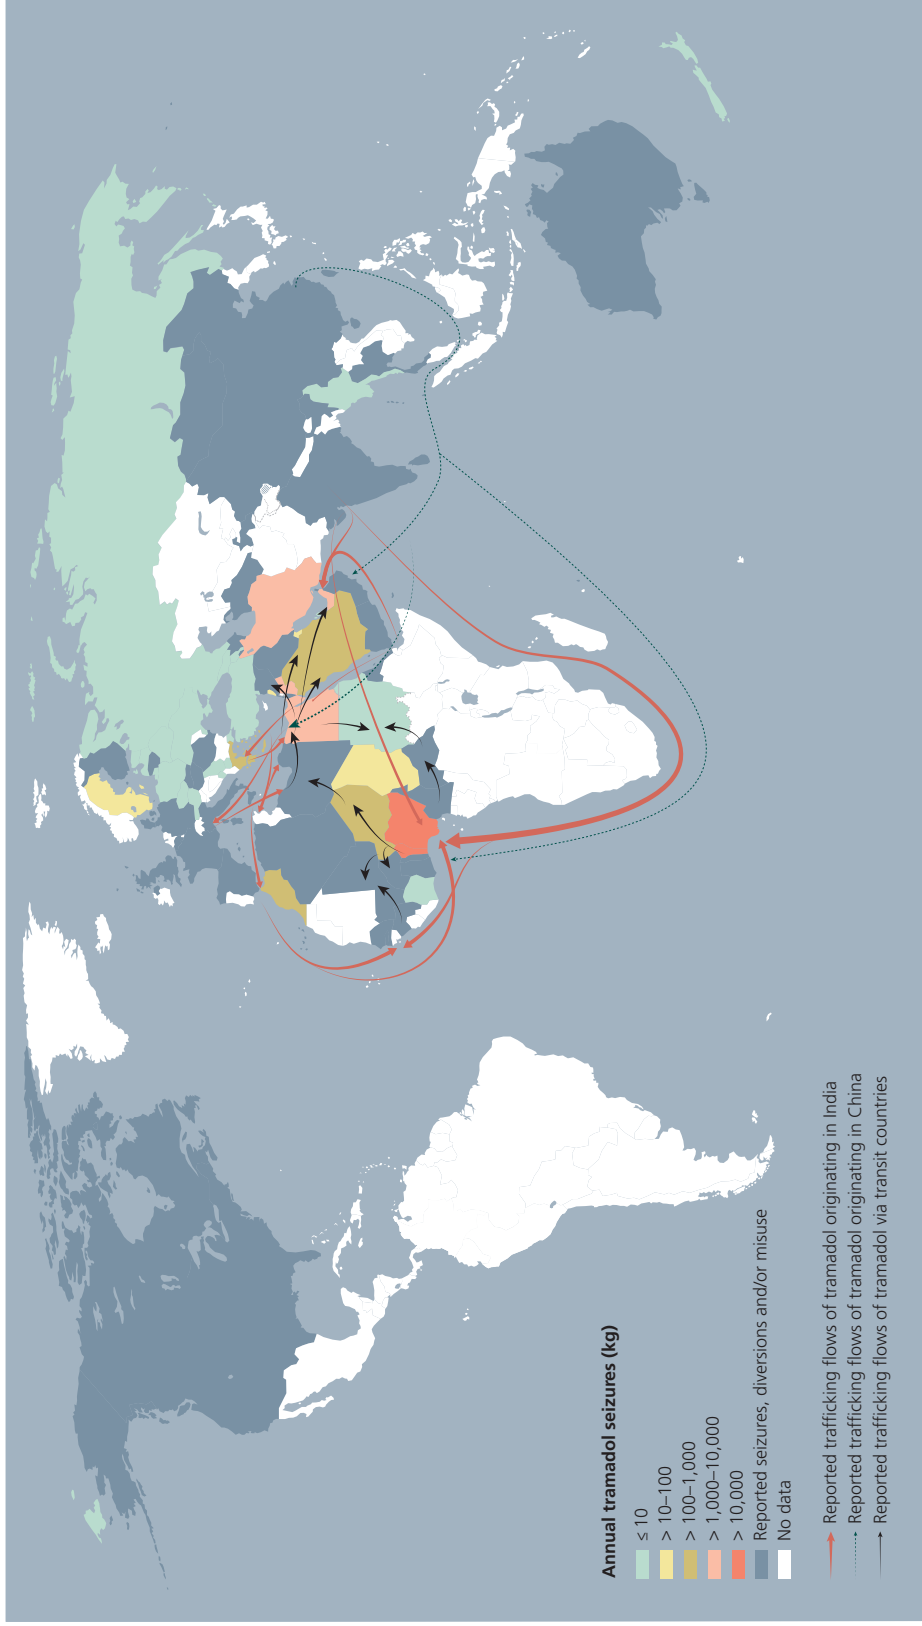 Annual tramadol seizures (kg)
≤ 10
> 10–100
> 100–1,000
> 1,000–10,000
> 10,000
Reported seizures, diversions and/or misuse
No data
Reported trafficking flows of tramadol originating in India
Reported trafficking flows of tramadol originating in China
Reported trafficking flows of tramadol via transit countries